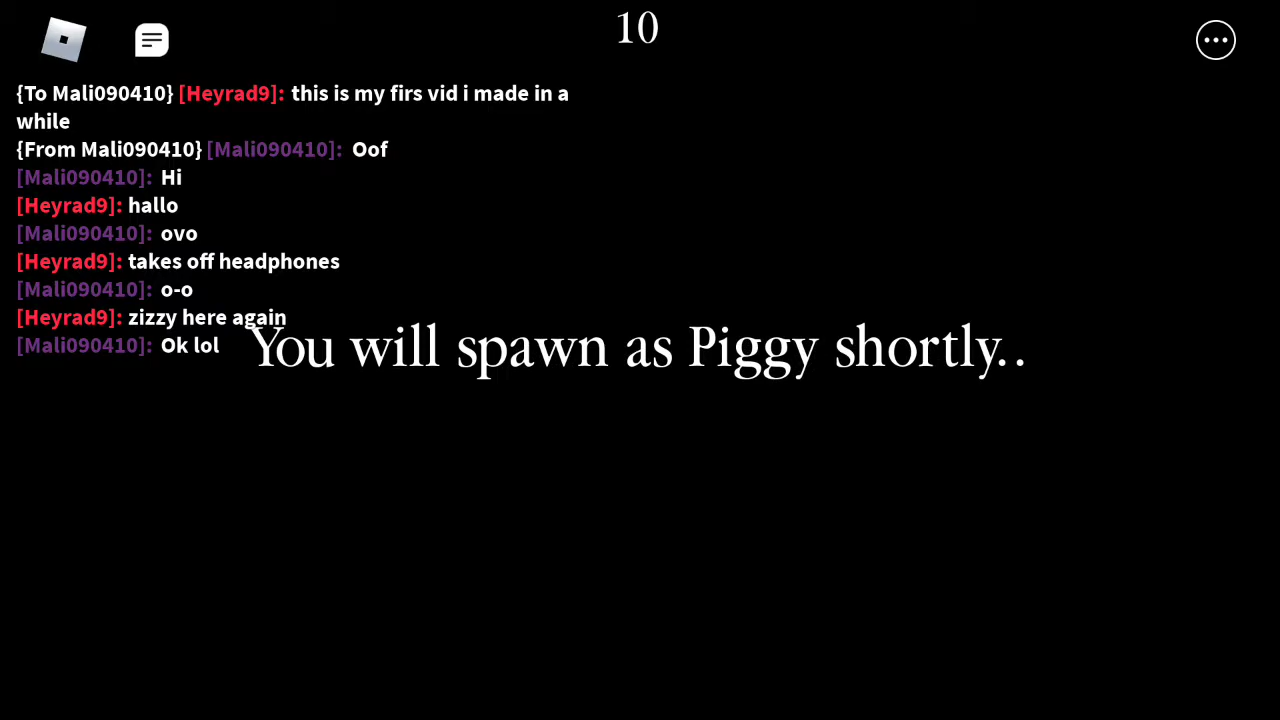 10
{To Mali090410} [Heyrad9]: this is my firs vid i made in a
while
{From Mali090410} [Mali090410]: Oof
[Mali090410]: Hi
[Heyrad9]: hallo
[Mali090410]: ovo
[Heyrad9]: takes off headphones
[Mali090410]: o-o
[Heyrad9]: zizzy here again
[Mali090410]: Ok lol
You will spawn as Piggy shortly..